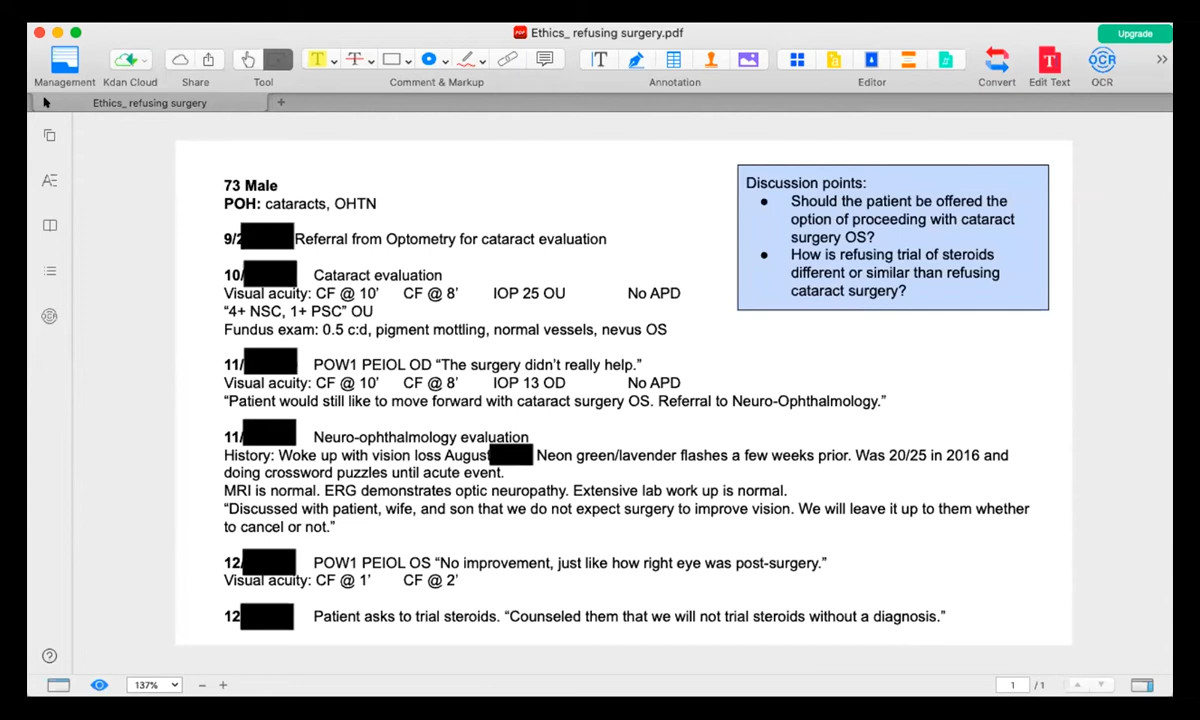 Ethics_ refusing surgery.pdf
Upgrade
Management
Kdan Cloud
Share
Tool
Comment & Markup
Annotation
Editor
Convert
Edit Text
OCR
OCR
Ethics_ refusing surgery
73 Male
POH: cataracts, OHTN
9/2 Referral from Optometry for cataract evaluation
10/ Cataract evaluation
Visual acuity: CF @ 10’ CF @ 8’ IOP 25 OU No APD
“4+ NSC, 1+ PSC” OU
Fundus exam: 0.5 c:d, pigment mottling, normal vessels, nevus OS
11/ POW1 PEIOL OD “The surgery didn’t really help.”
Visual acuity: CF @ 10’ CF @ 8’ IOP 13 OD No APD
“Patient would still like to move forward with cataract surgery OS. Referral to Neuro-Ophthalmology.”
11/ Neuro-ophthalmology evaluation
History: Woke up with vision loss August Neon green/lavender flashes a few weeks prior. Was 20/25 in 2016 and
doing crossword puzzles until acute event.
MRI is normal. ERG demonstrates optic neuropathy. Extensive lab work up is normal.
“Discussed with patient, wife, and son that we do not expect surgery to improve vision. We will leave it up to them whether
to cancel or not.”
12/ POW1 PEIOL OS “No improvement, just like how right eye was post-surgery.”
Visual acuity: CF @ 1’ CF @ 2’
12 Patient asks to trial steroids. “Counseled them that we will not trial steroids without a diagnosis.”
Discussion points:
● Should the patient be offered the
option of proceeding with cataract
surgery OS?
● How is refusing trial of steroids
different or similar than refusing
cataract surgery?
137%
1 / 1